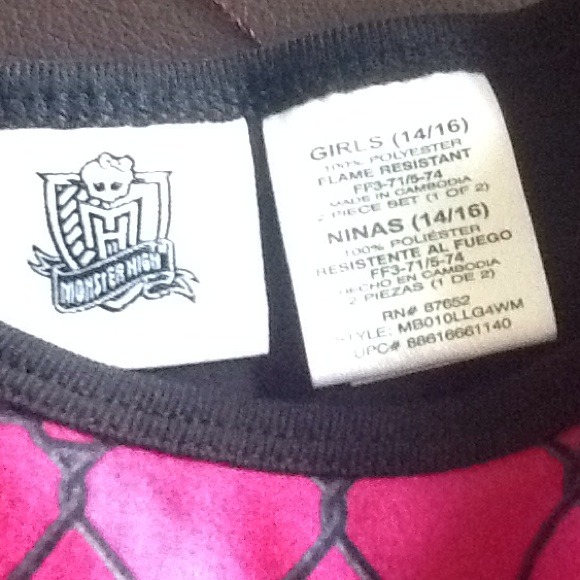 MONSTER HIGH
GIRLS (14/16)
100% POLYESTER
FLAME RESISTANT
FF3-71/5-74
MADE IN CAMBODIA
2 PIECE SET (1 OF 2)
NINAS (14/16)
100% POLIÉSTER
RESISTENTE AL FUEGO
FF3-71/5-74
HECHO EN CAMBODIA
2 PIEZAS (1 DE 2)
RN# 87652
STYLE: MB010LLG4WM
UPC# 88616661140